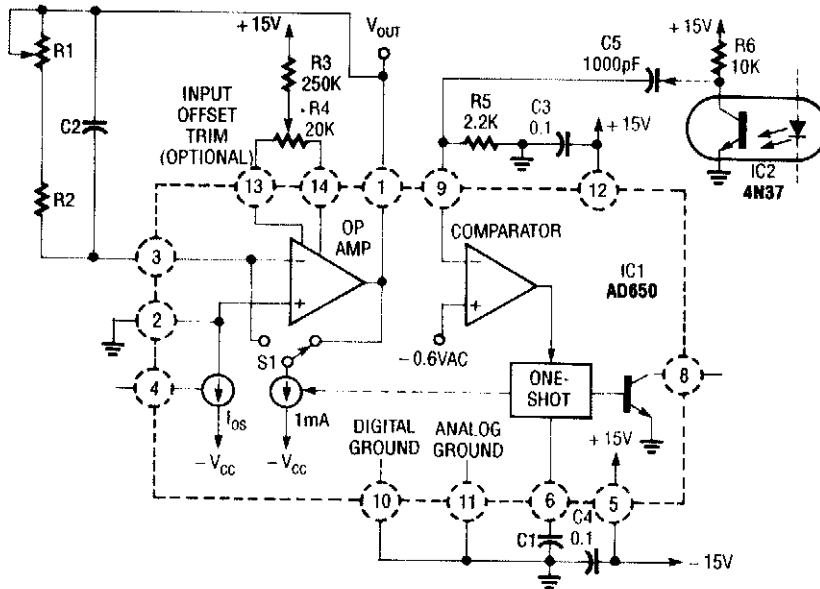 +15V
VOUT
R1
R3
250K
C5
1000pF
+15V
R6
10K
INPUT
OFFSET
TRIM
(OPTIONAL)
R4
20K
C2
R5
2.2K
C3
0.1
+15V
IC2
4N37
13
14
1
9
12
R2
OP
AMP
COMPARATOR
IC1
AD650
3
−
+
−
+
2
S1
−0.6VAC
4
ONE-
SHOT
8
IOS
1mA
−VCC
−VCC
DIGITAL
GROUND
ANALOG
GROUND
+15V
10
11
6
5
C1
C4
0.1
−15V